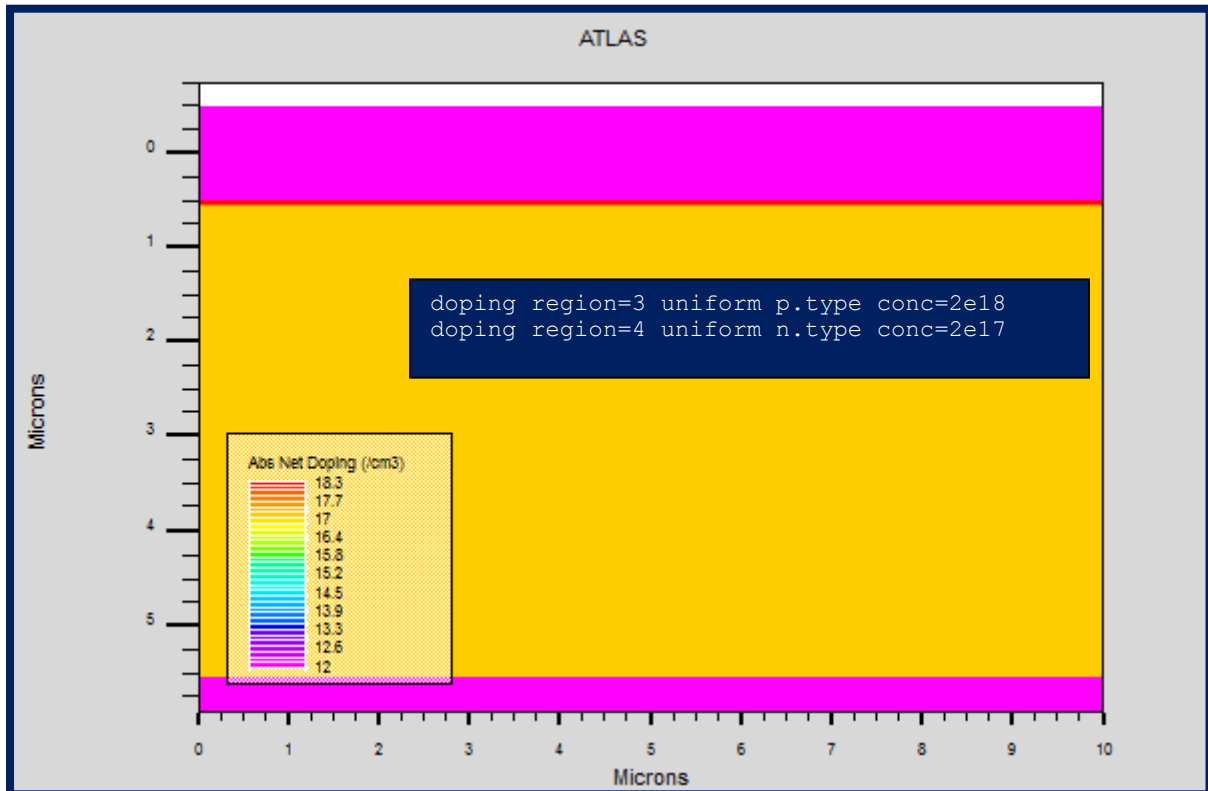 ATLAS
0
1
doping region=3 uniform p.type conc=2e18
doping region=4 uniform n.type conc=2e17
2
Microns
3
Abs Net Doping (/cm3)
18.3
17.7
17
16.4
15.8
15.2
14.5
13.9
13.3
12.6
12
4
5
0 1 2 3 4 5 6 7 8 9 10
Microns